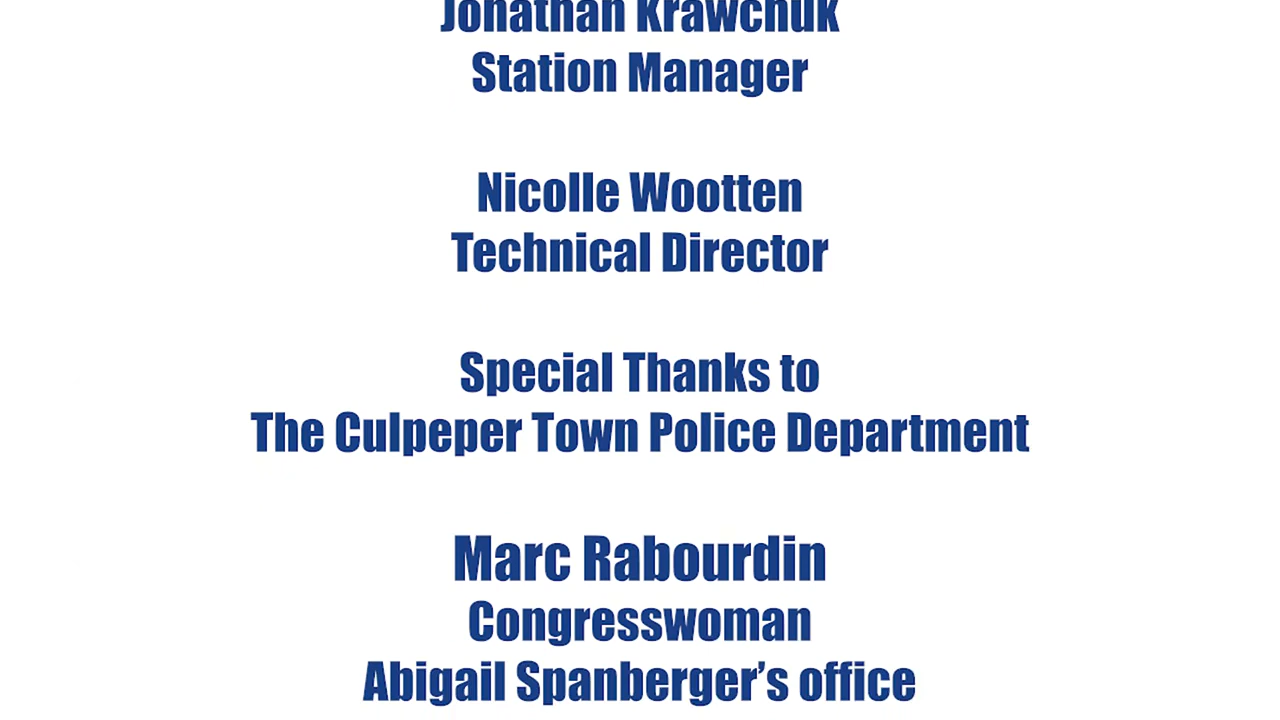 Jonathan Krawchuk
Station Manager
Nicolle Wootten
Technical Director
Special Thanks to
The Culpeper Town Police Department
Marc Rabourdin
Congresswoman
Abigail Spanberger’s office